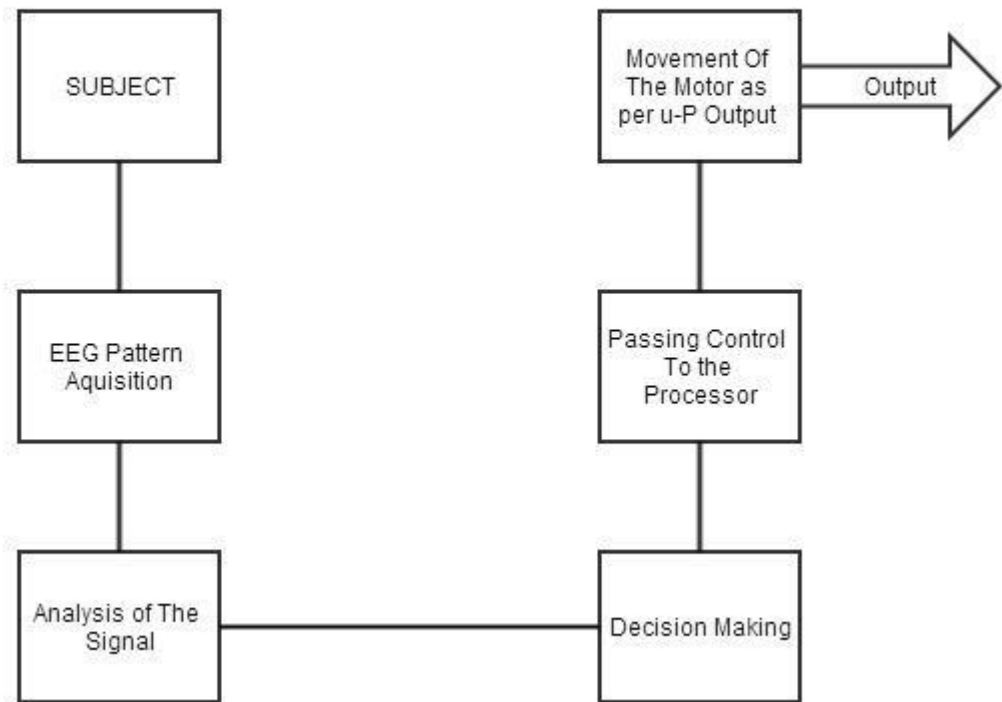 SUBJECT
Movement Of
The Motor as
per u-P Output
Output
EEG Pattern
Aquisition
Passing Control
To the
Processor
Analysis of The
Signal
Decision Making